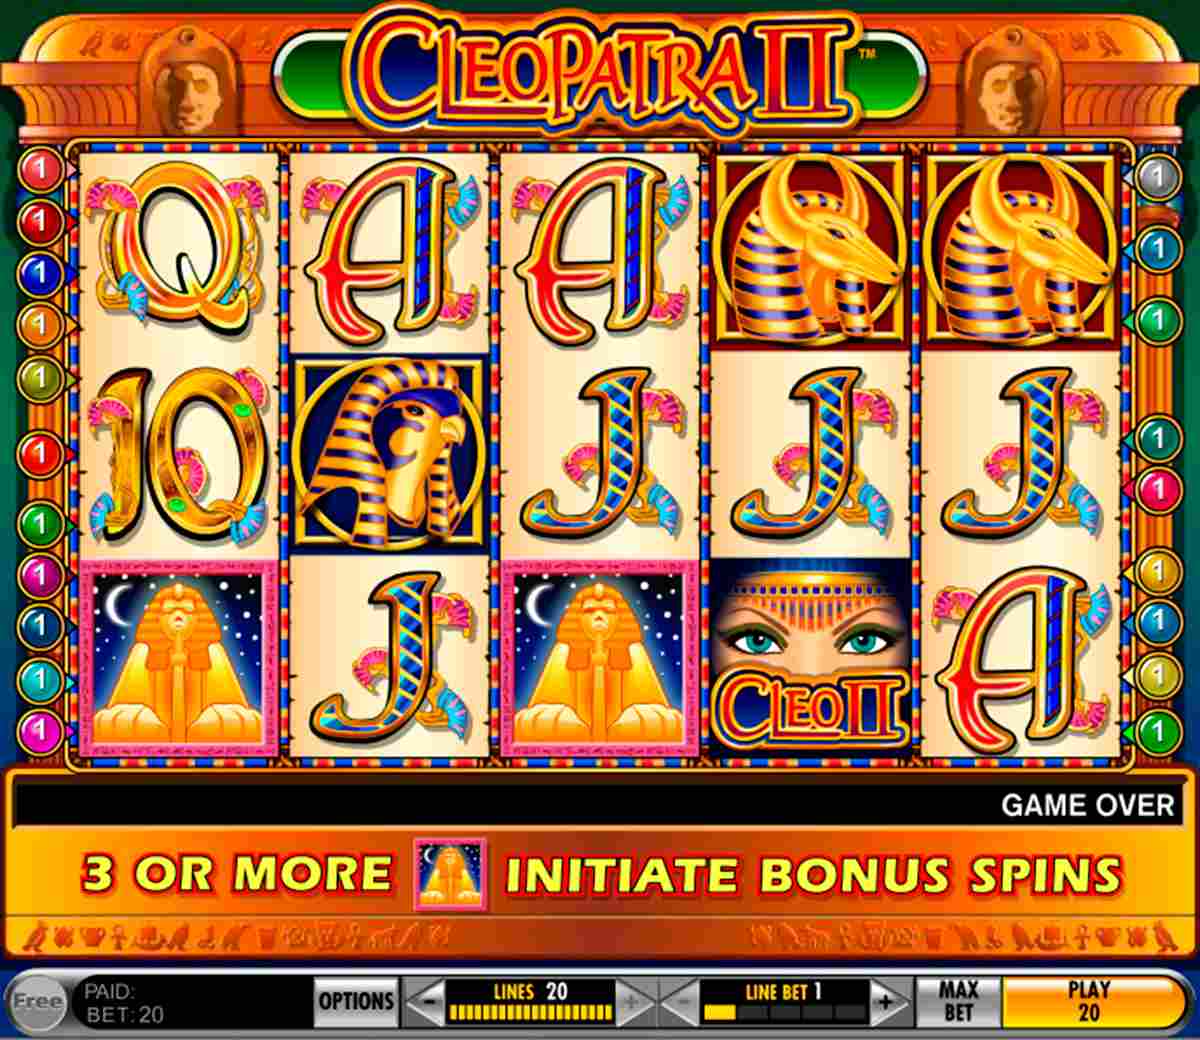 CLEOPATRA II™
1 1
Q A A
1 1
1
1 1
1
10 J J J
1 1
1 1
1
1 1
J CLEO II A
1 1
1 1
1 1
GAME OVER
3 OR MORE INITIATE BONUS SPINS
Free PAID: OPTIONS - LINES 20 + - LINE BET 1 + MAX PLAY
BET: 20 BET 20